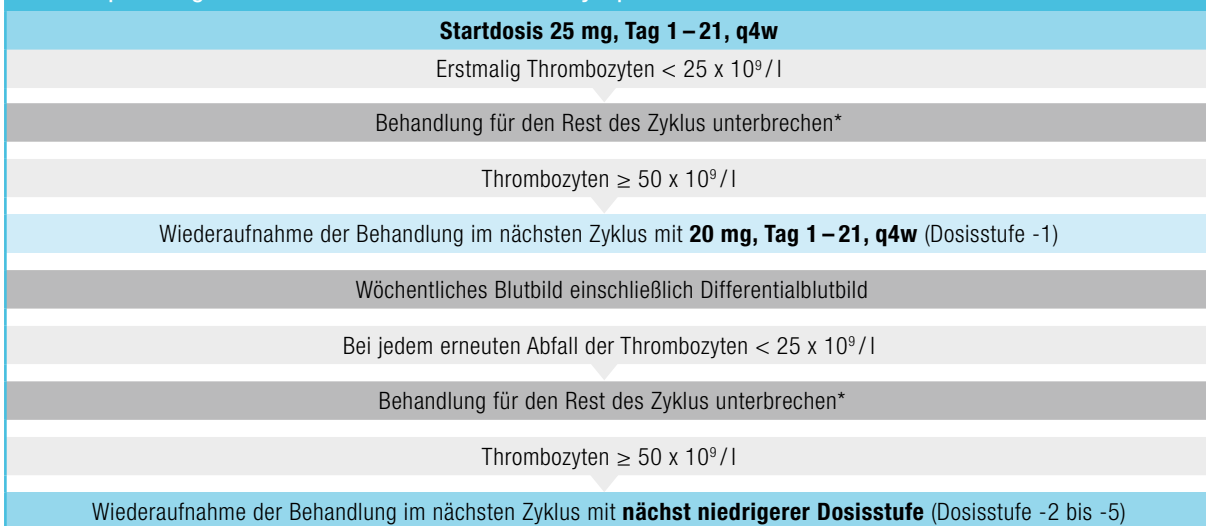 Startdosis 25 mg, Tag 1 – 21, q4w
Erstmalig Thrombozyten < 25 x 10⁹ / l
Behandlung für den Rest des Zyklus unterbrechen*
Thrombozyten ≥ 50 x 10⁹ / l
Wiederaufnahme der Behandlung im nächsten Zyklus mit 20 mg, Tag 1 – 21, q4w (Dosisstufe -1)
Wöchentliches Blutbild einschließlich Differentialblutbild
Bei jedem erneuten Abfall der Thrombozyten < 25 x 10⁹ / l
Behandlung für den Rest des Zyklus unterbrechen*
Thrombozyten ≥ 50 x 10⁹ / l
Wiederaufnahme der Behandlung im nächsten Zyklus mit nächst niedrigerer Dosisstufe (Dosisstufe -2 bis -5)